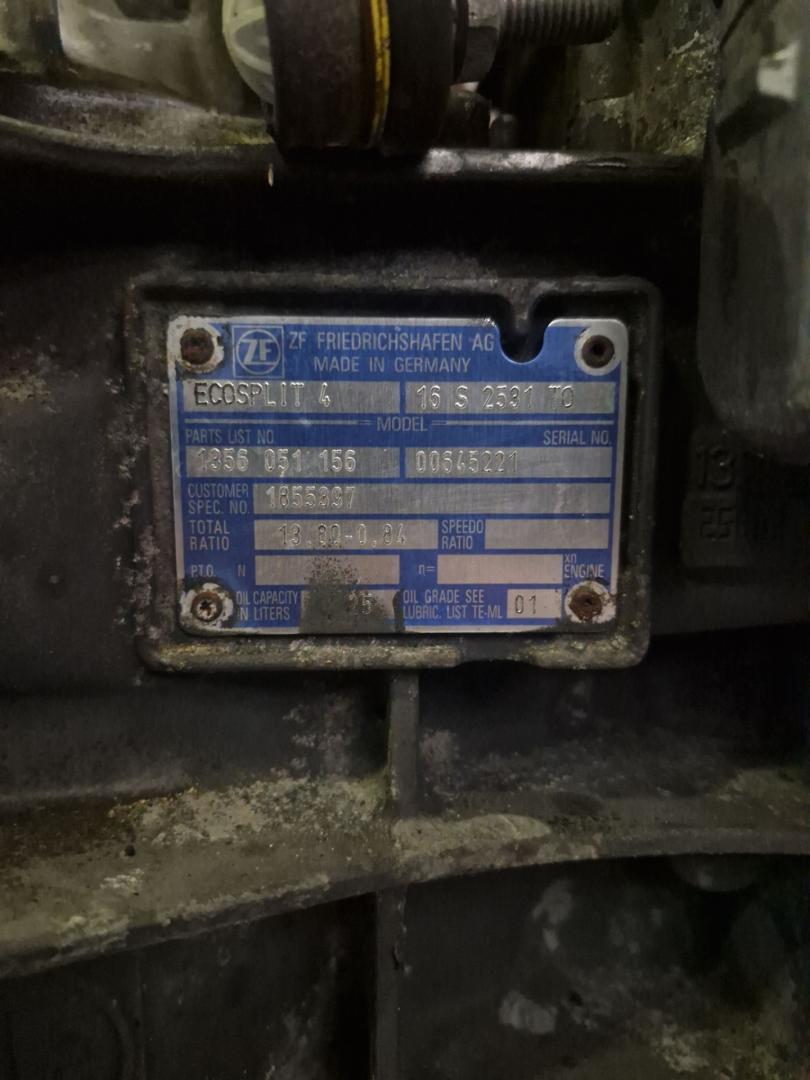 ZF
ZF FRIEDRICHSHAFEN AG
MADE IN GERMANY
ECOSPLIT 4 16 S 2531 TO
MODEL
PARTS LIST NO. SERIAL NO.
1356 051 156 00645221
CUSTOMER SPEC. NO. 1855397
TOTAL RATIO 13.80-0.84 SPEEDO RATIO
P.T.O. N n= xn ENGINE
OIL CAPACITY IN LITERS OIL GRADE SEE LUBRIC. LIST TE-ML 01